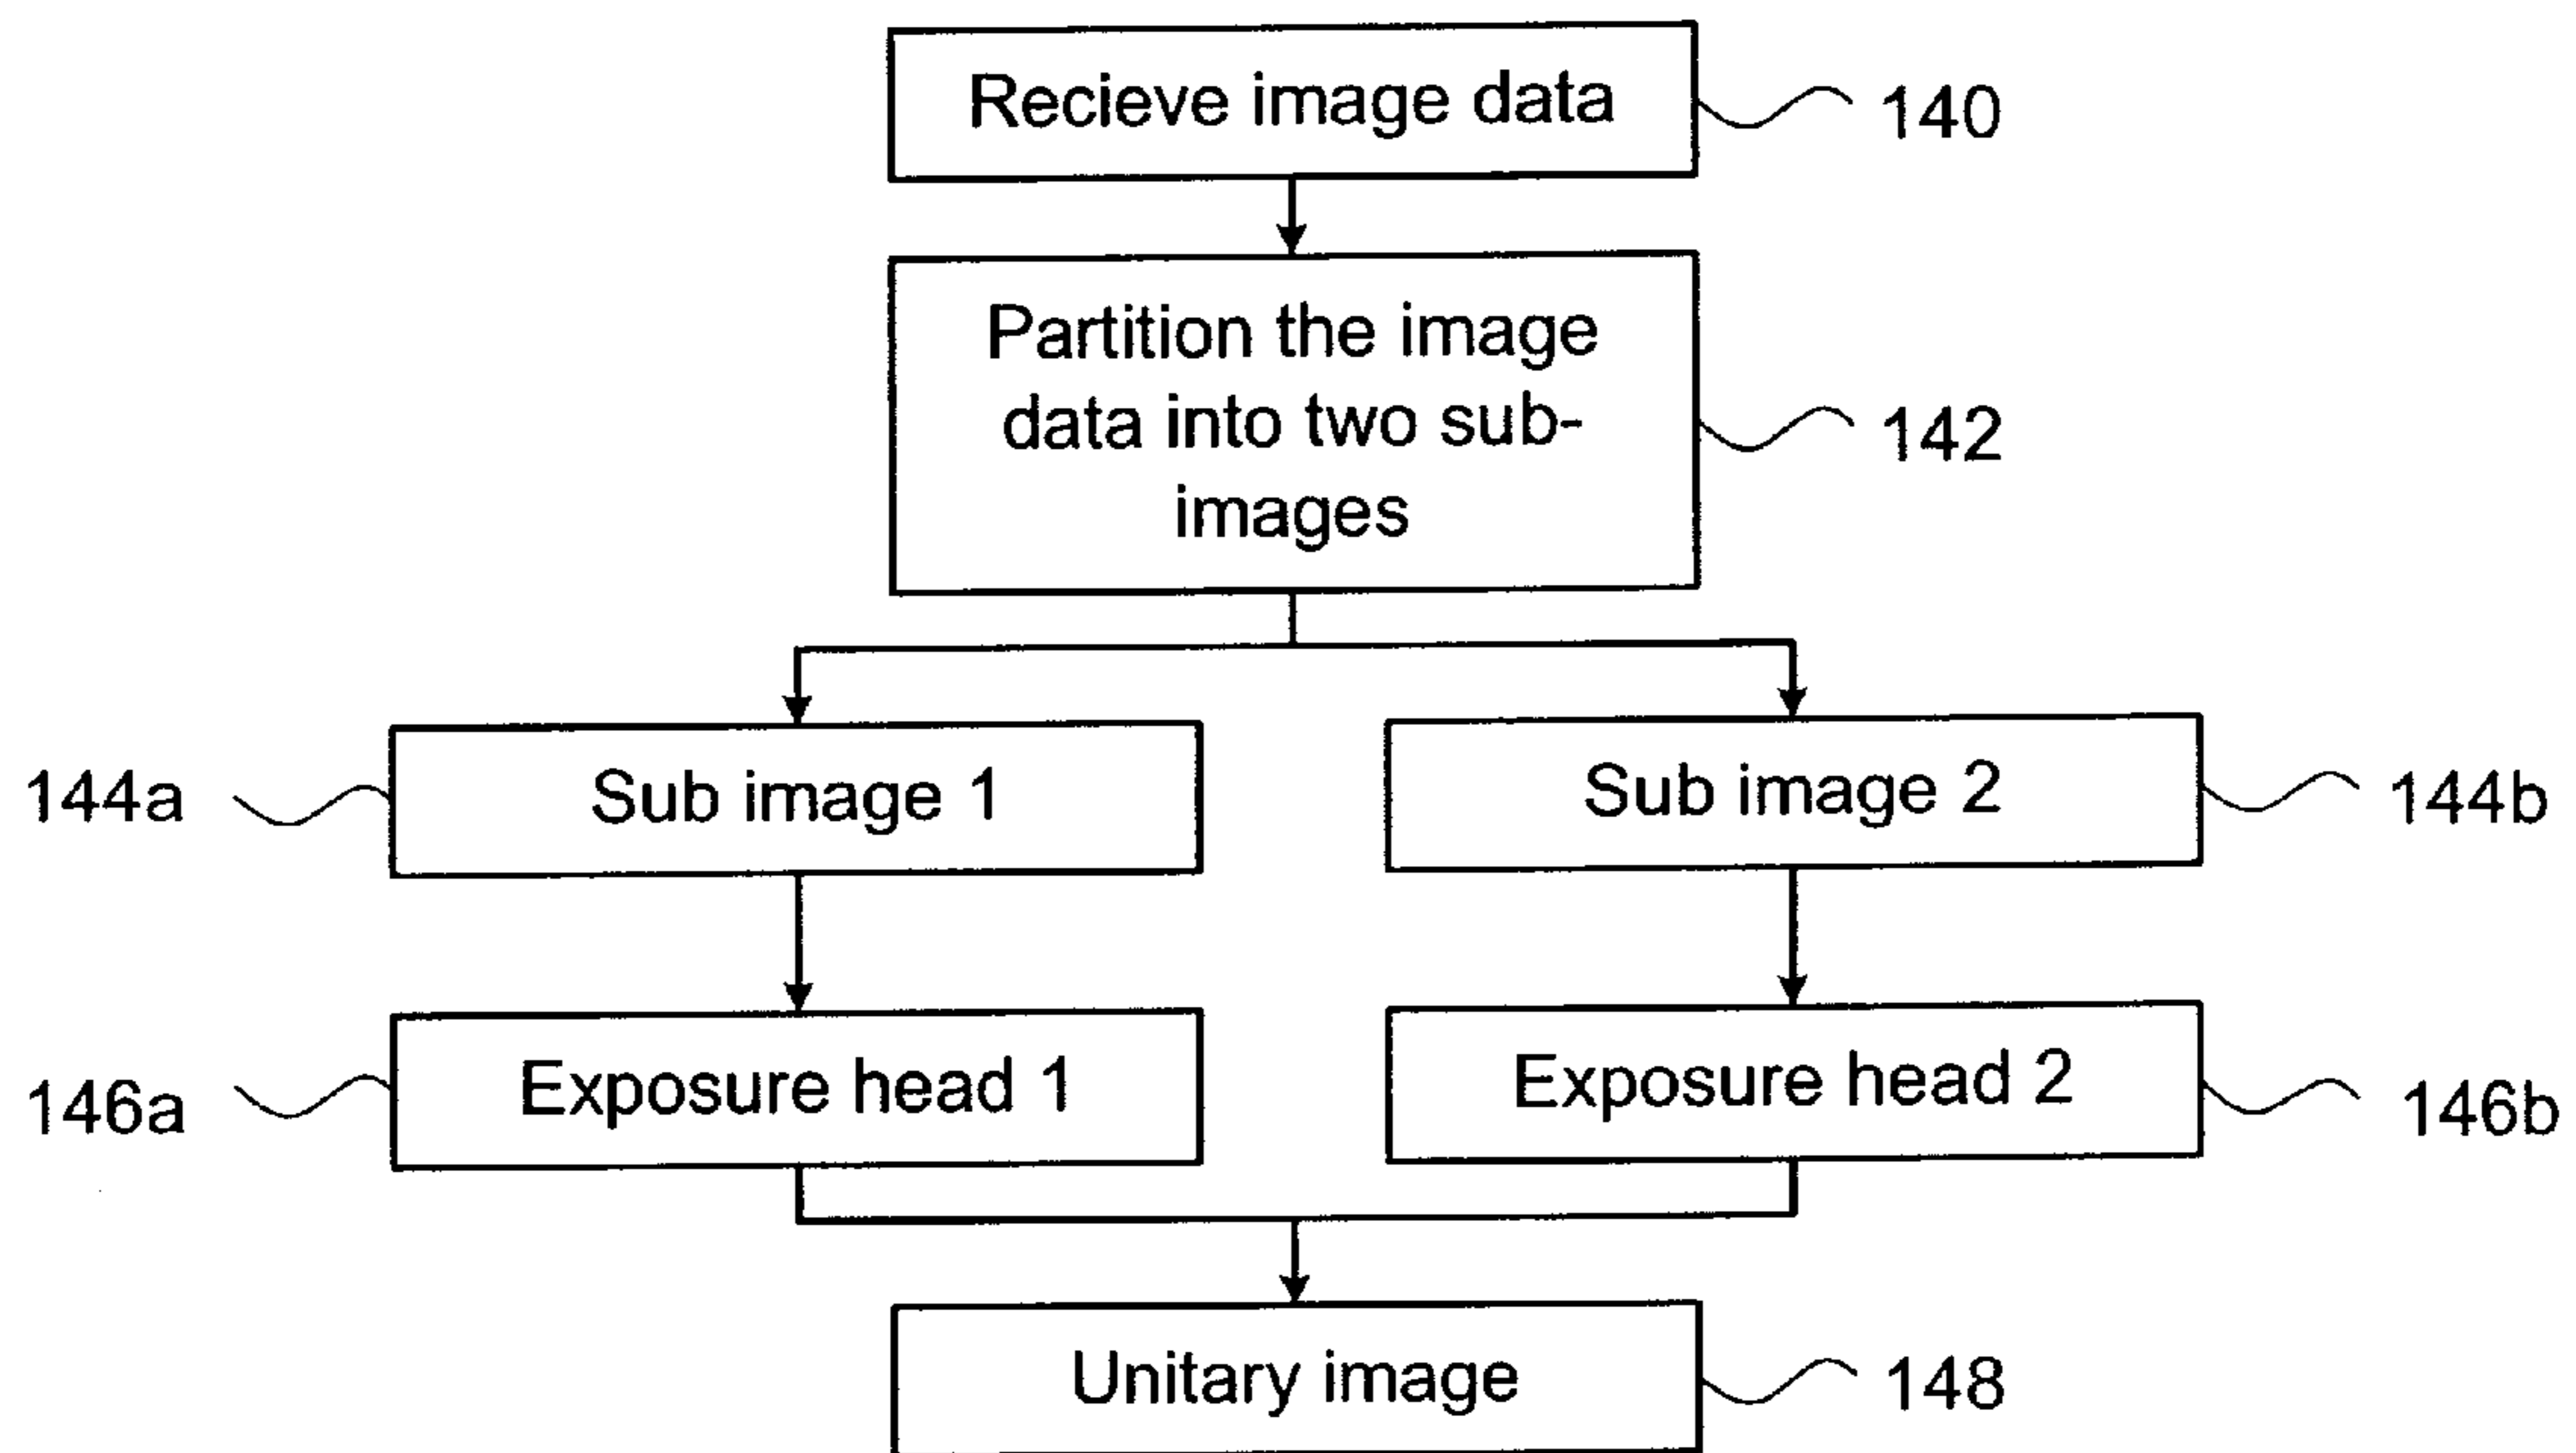 Recieve image data
140
Partition the image
data into two sub-
images
142
144a
Sub image 1
Sub image 2
144b
146a
Exposure head 1
Exposure head 2
146b
Unitary image
148